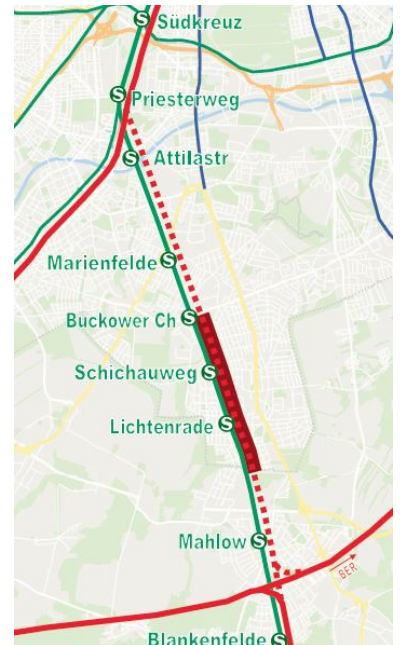 S Südkreuz
S Priesterweg
S Attilastr
Marienfelde S
Buckower Ch S
Schichauweg S
Lichtenrade S
Mahlow S
BER
Blankenfelde S